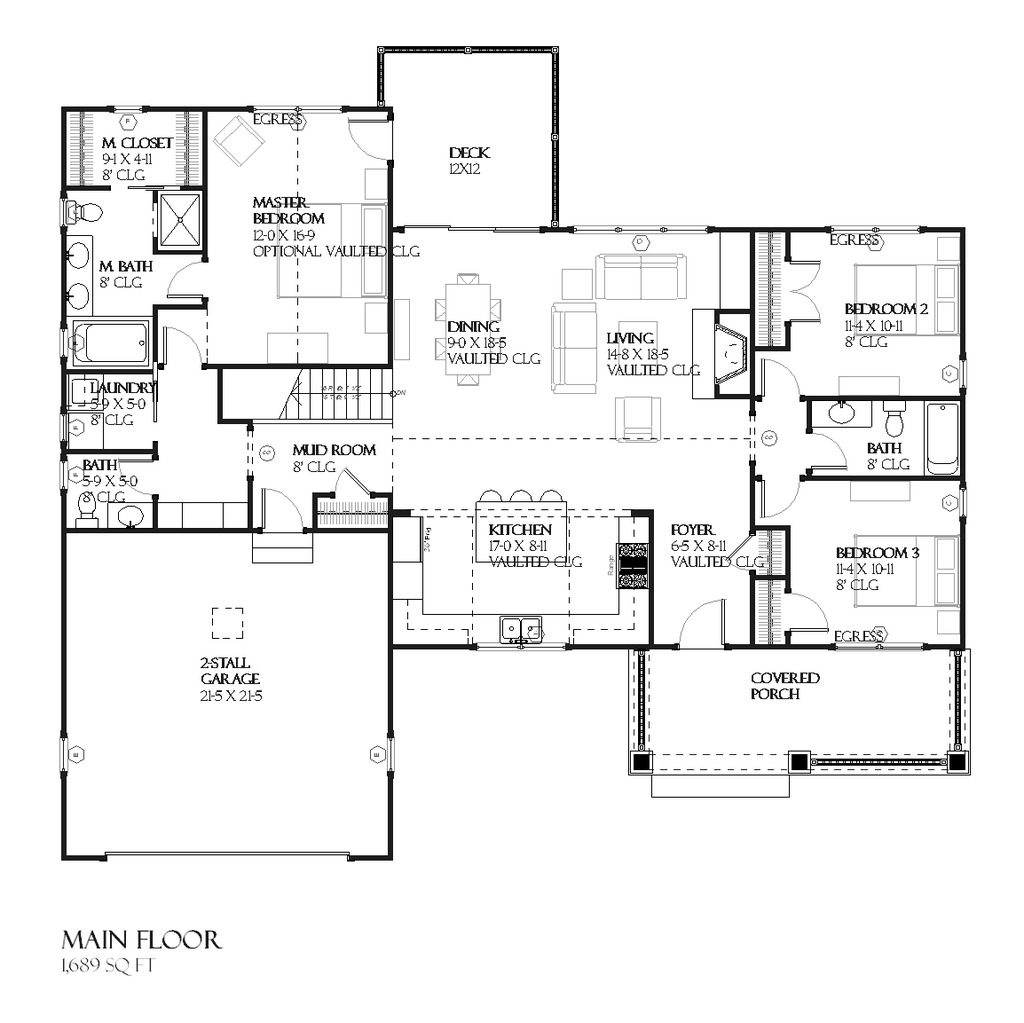 EGRESS
M. CLOSET
9-1 X 4-11
8' CLG
DECK
12X12
MASTER
BEDROOM
12-0 X 16-9
OPTIONAL VAULTED CLG
M. BATH
8' CLG
EGRESS
BEDROOM 2
11-4 X 10-11
8' CLG
DINING
9-0 X 18-5
VAULTED CLG
LIVING
14-8 X 18-5
VAULTED CLG
LAUNDRY
5-9 X 5-0
8' CLG
DN
MUD ROOM
8' CLG
BATH
8' CLG
BATH
5-9 X 5-0
8' CLG
KITCHEN
17-0 X 8-11
VAULTED CLG
Range
FOYER
6-5 X 8-11
VAULTED CLG
BEDROOM 3
11-4 X 10-11
8' CLG
EGRESS
2-STALL
GARAGE
21-5 X 21-5
COVERED
PORCH
MAIN FLOOR
1,689 SQ FT